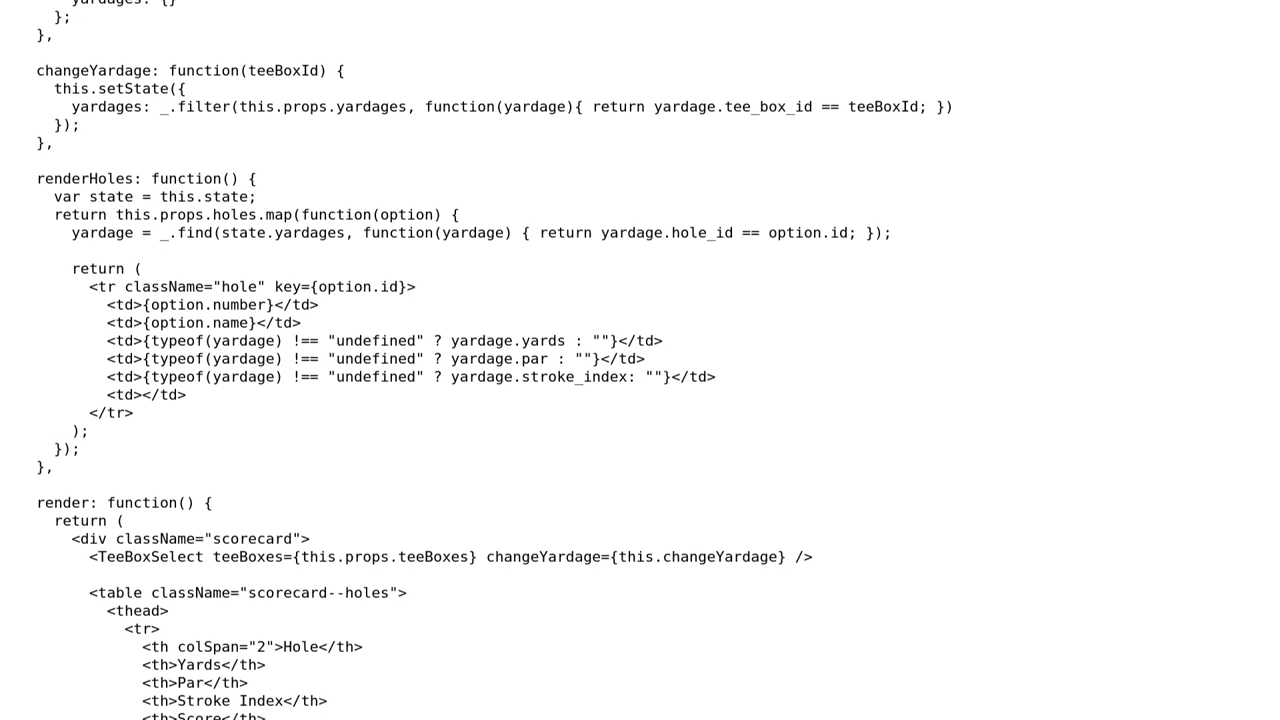 yardages: {}
};
},
changeYardage: function(teeBoxId) {
this.setState({
yardages: _.filter(this.props.yardages, function(yardage){ return yardage.tee_box_id == teeBoxId; })
});
},
renderHoles: function() {
var state = this.state;
return this.props.holes.map(function(option) {
yardage = _.find(state.yardages, function(yardage) { return yardage.hole_id == option.id; });
return (
<tr className="hole" key={option.id}>
<td>{option.number}</td>
<td>{option.name}</td>
<td>{typeof(yardage) !== "undefined" ? yardage.yards : ""}</td>
<td>{typeof(yardage) !== "undefined" ? yardage.par : ""}</td>
<td>{typeof(yardage) !== "undefined" ? yardage.stroke_index: ""}</td>
<td></td>
</tr>
);
});
},
render: function() {
return (
<div className="scorecard">
<TeeBoxSelect teeBoxes={this.props.teeBoxes} changeYardage={this.changeYardage} />
<table className="scorecard--holes">
<thead>
<tr>
<th colSpan="2">Hole</th>
<th>Yards</th>
<th>Par</th>
<th>Stroke Index</th>
<th>Score</th>